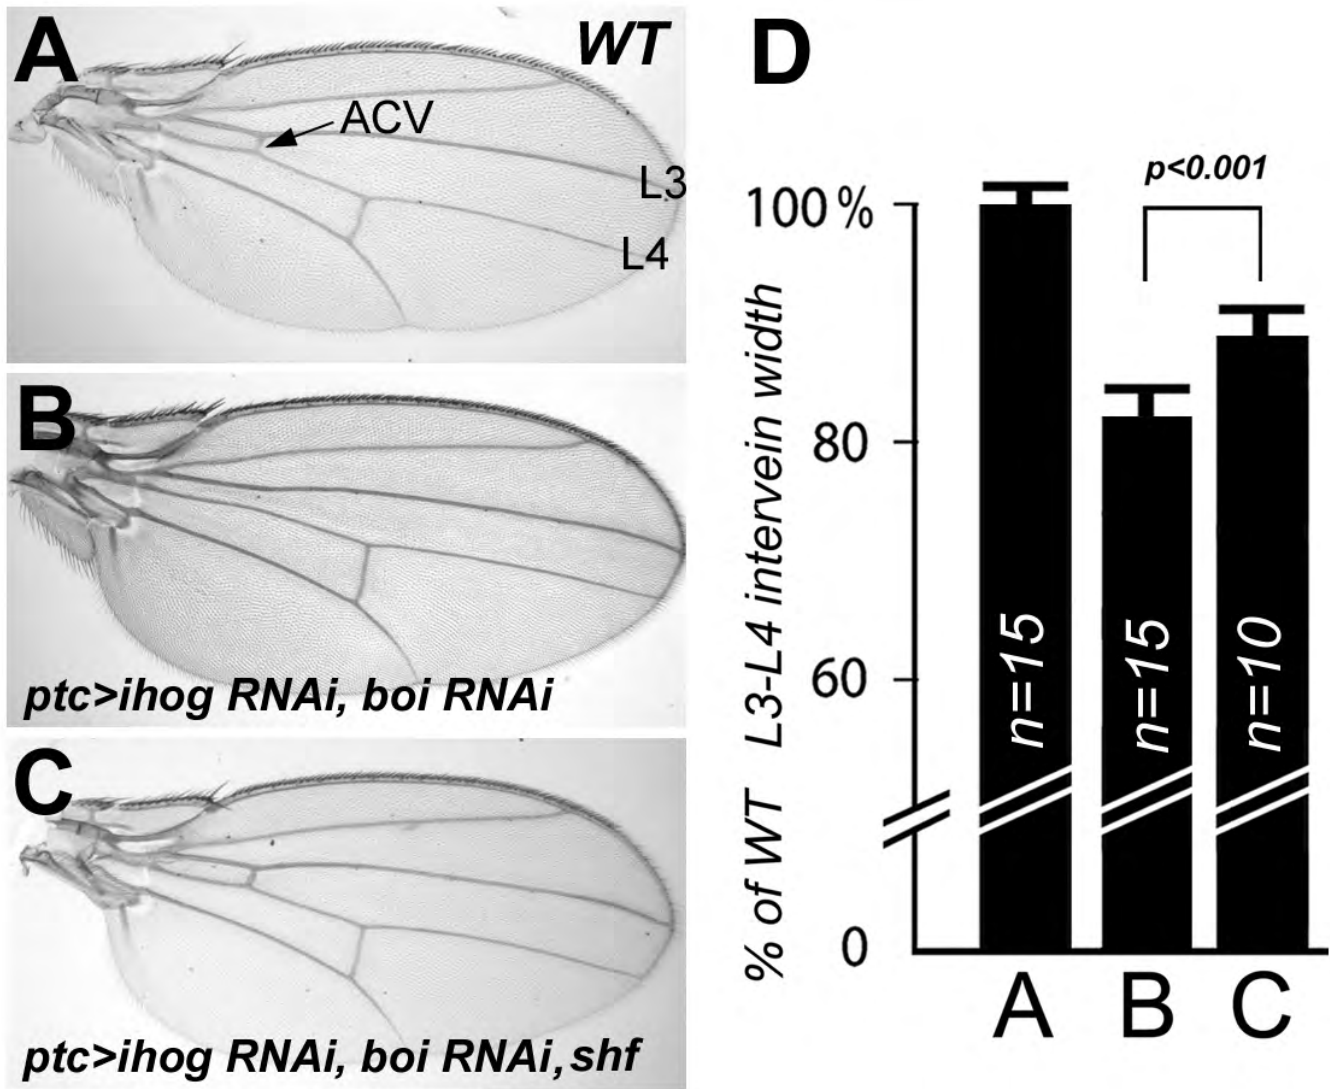 A
WT
ACV
L3
L4
B
ptc>ihog RNAi, boi RNAi
C
ptc>ihog RNAi, boi RNAi, shf
D
p<0.001
100 %
80
60
0
% of WT L3-L4 intervein width
n=15
n=15
n=10
A B C